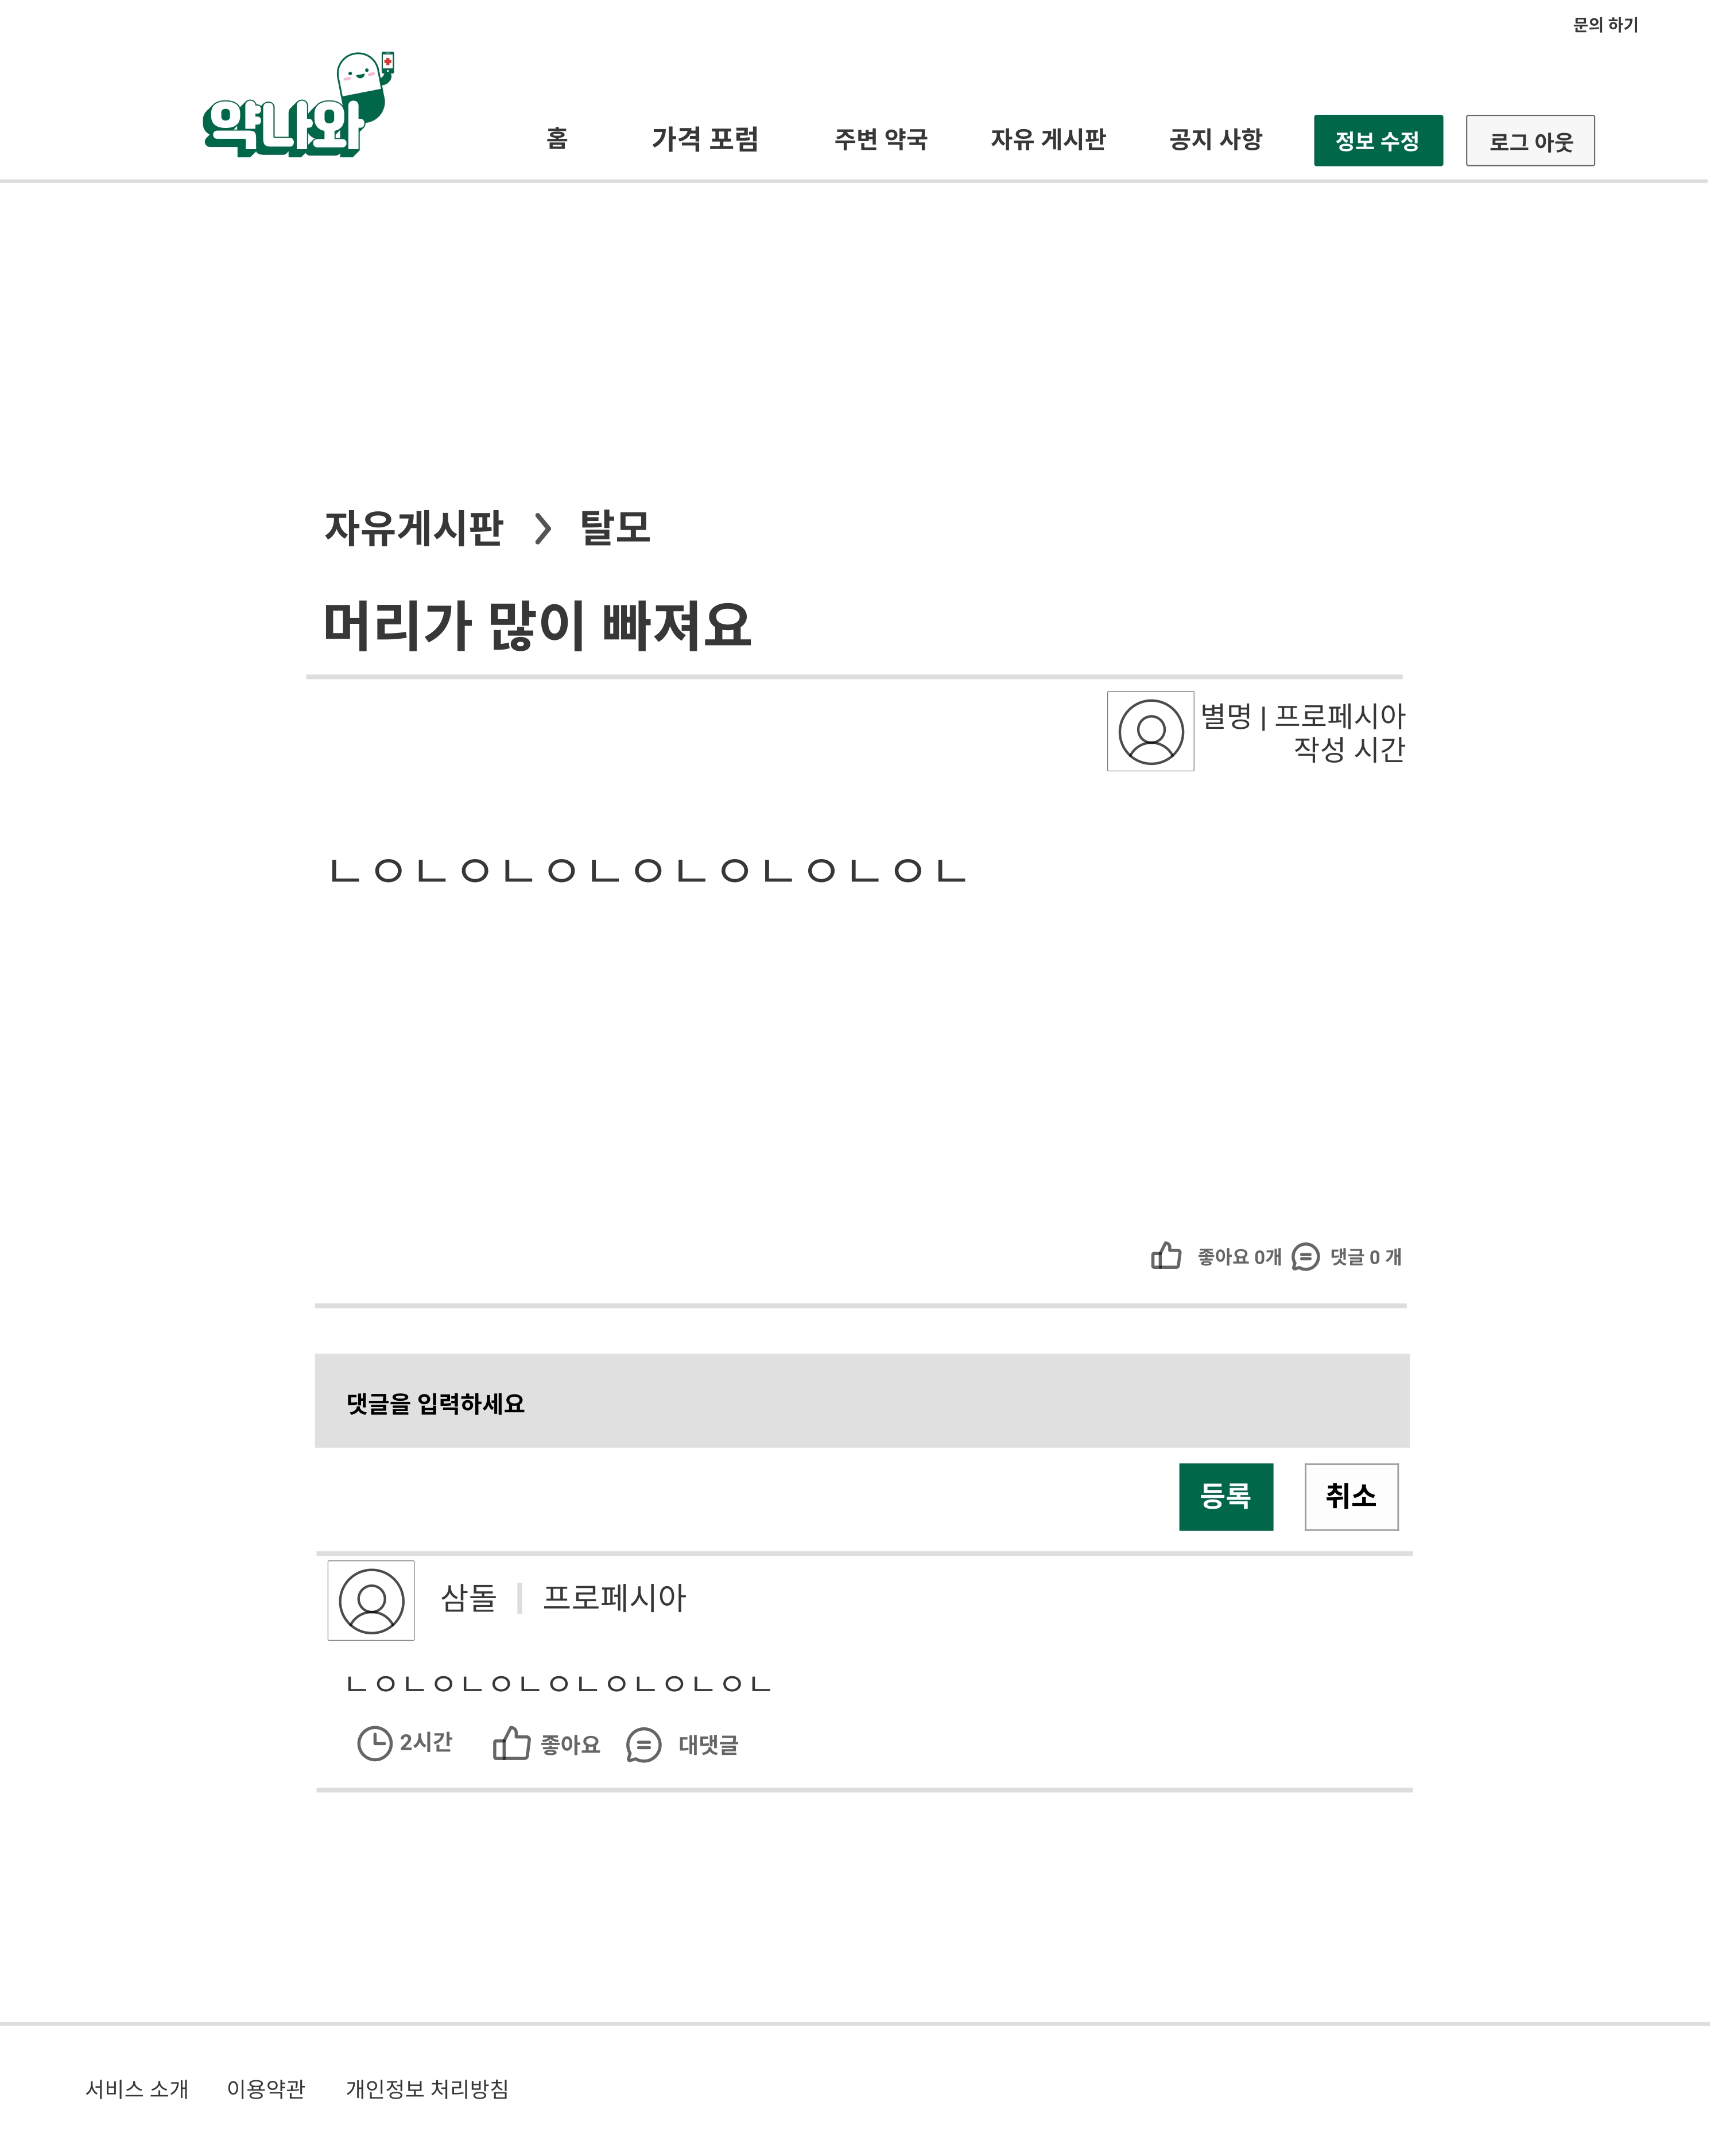 문의 하기
약나와
홈 가격 포럼 주변 약국 자유 게시판 공지 사항 정보 수정 로그 아웃
자유게시판 > 탈모
머리가 많이 빠져요
별명 | 프로페시아
작성 시간
ㄴㅇㄴㅇㄴㅇㄴㅇㄴㅇㄴㅇㄴㅇㄴ
좋아요 0개 댓글 0 개
댓글을 입력하세요
등록 취소
삼돌 | 프로페시아
ㄴㅇㄴㅇㄴㅇㄴㅇㄴㅇㄴㅇㄴㅇㄴ
2시간 좋아요 대댓글
서비스 소개 이용약관 개인정보 처리방침